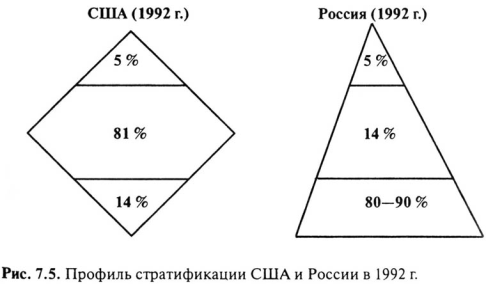 США (1992 г.)
Россия (1992 г.)
5 %
81 %
14 %
5 %
14 %
80—90 %
Рис. 7.5. Профиль стратификации США и России в 1992 г.